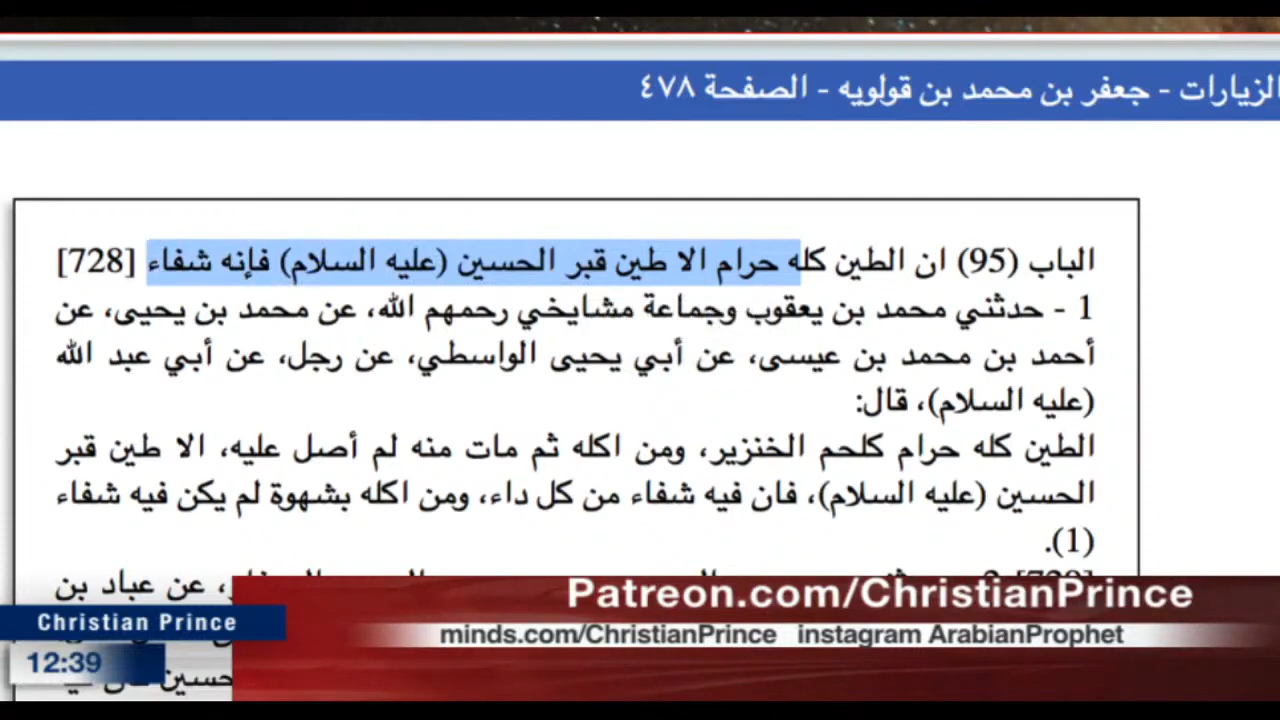 الزيارات - جعفر بن محمد بن قولويه - الصفحة ٤٧٨
الباب (95) ان الطين كله حرام الا طين قبر الحسين (عليه السلام) فإنه شفاء [728]
1 - حدثني محمد بن يعقوب وجماعة مشايخي رحمهم الله، عن محمد بن يحيى، عن
أحمد بن محمد بن عيسى، عن أبي يحيى الواسطي، عن رجل، عن أبي عبد الله
(عليه السلام)، قال:
الطين كله حرام كلحم الخنزير، ومن اكله ثم مات منه لم أصل عليه، الا طين قبر
الحسين (عليه السلام)، فان فيه شفاء من كل داء، ومن اكله بشهوة لم يكن فيه شفاء
(1).
عن عباد بن
Patreon.com/ChristianPrince
Christian Prince
minds.com/ChristianPrince instagram ArabianProphet
12:39